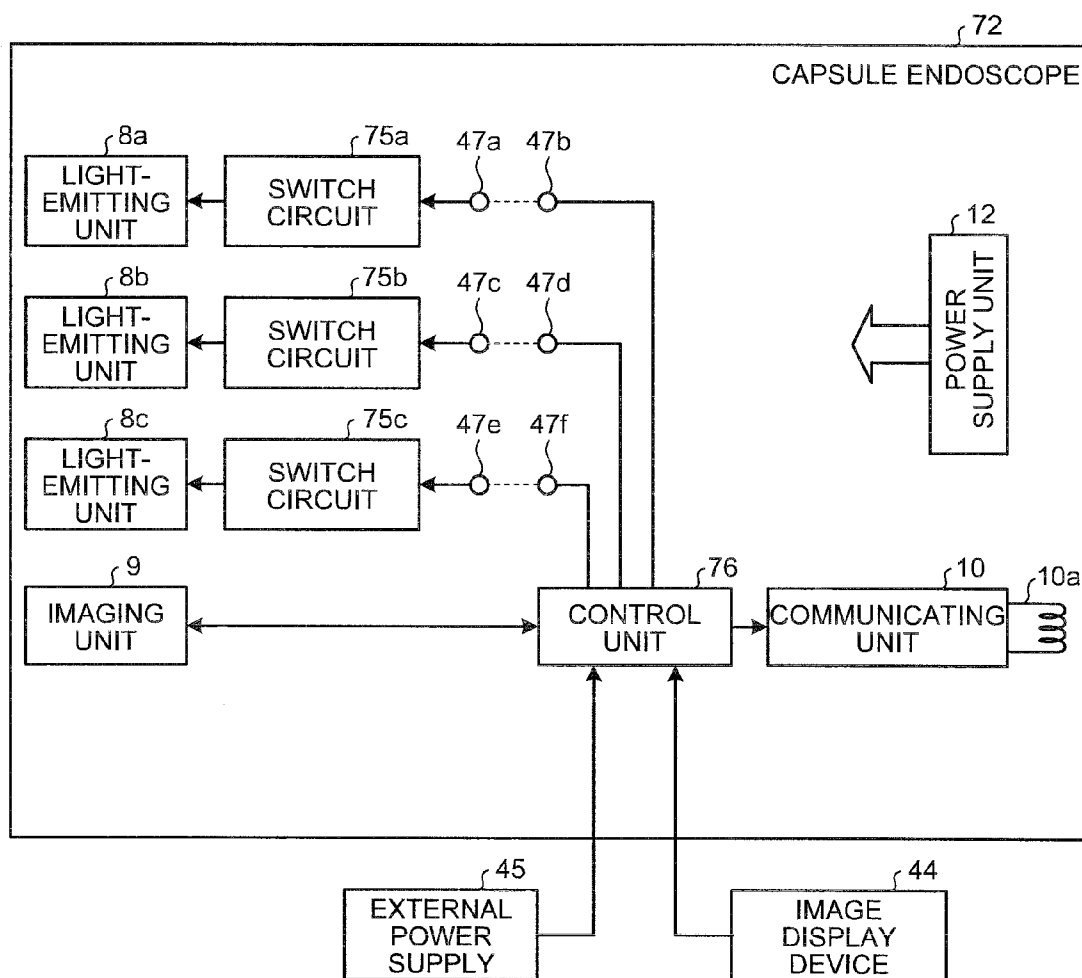 72
CAPSULE ENDOSCOPE
8a
75a
47a
47b
LIGHT-
EMITTING
UNIT
SWITCH
CIRCUIT
12
POWER
SUPPLY UNIT
8b
75b
47c
47d
LIGHT-
EMITTING
UNIT
SWITCH
CIRCUIT
8c
75c
47e
47f
LIGHT-
EMITTING
UNIT
SWITCH
CIRCUIT
9
76
10
10a
IMAGING
UNIT
CONTROL
UNIT
COMMUNICATING
UNIT
45
44
EXTERNAL
POWER
SUPPLY
IMAGE
DISPLAY
DEVICE